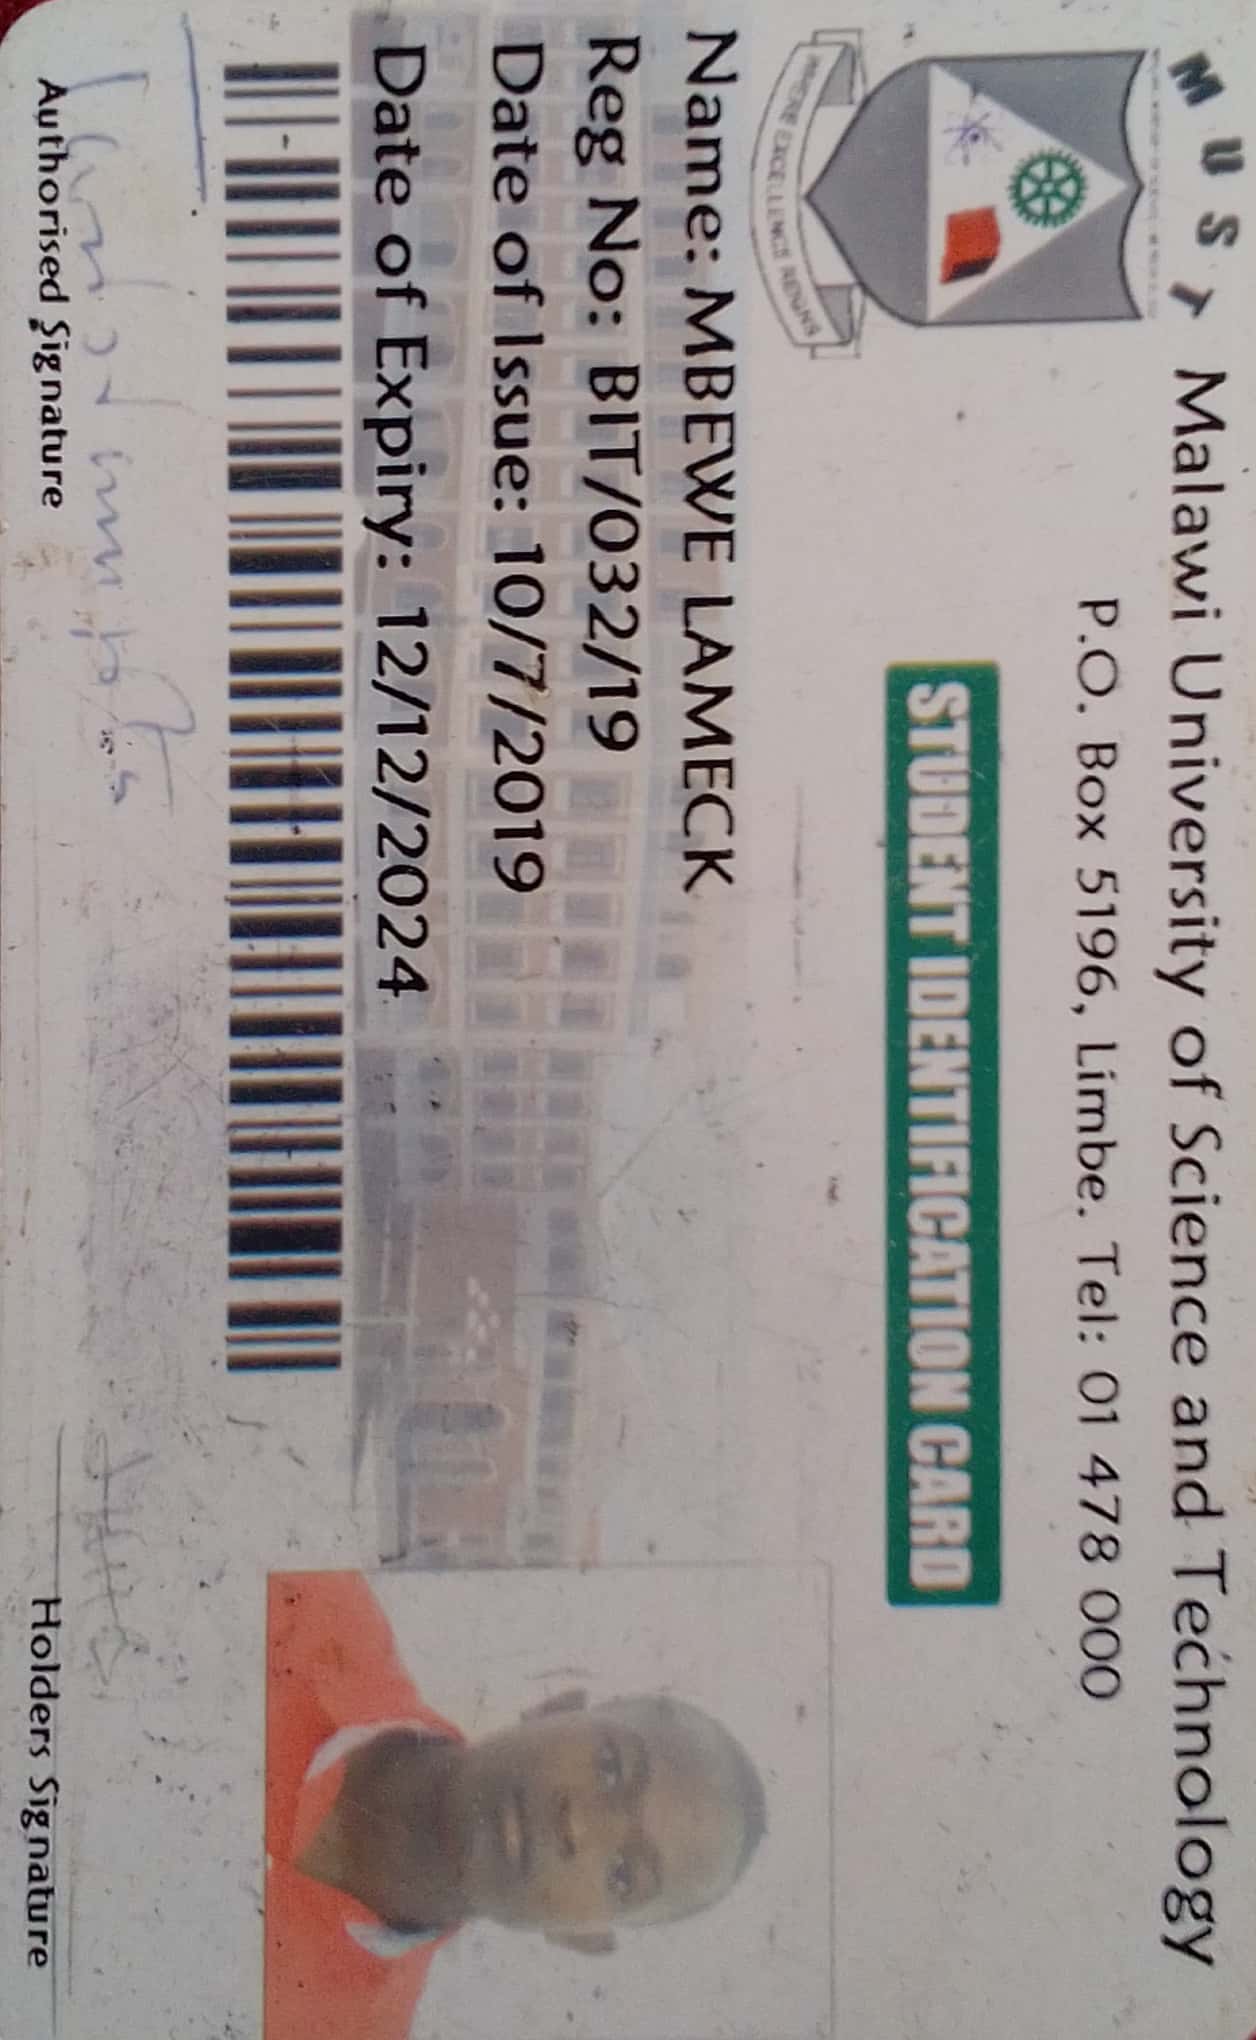 MUST
Malawi University of Science and Technology
P.O. Box 5196, Limbe. Tel: 01 478 000
STUDENT IDENTIFICATION CARD
WHERE EXCELLENCE REIGNS
Name: MBEWE LAMECK
Reg No: BIT/032/19
Date of Issue: 10/7/2019
Date of Expiry: 12/12/2024
Authorised Signature
Holders Signature